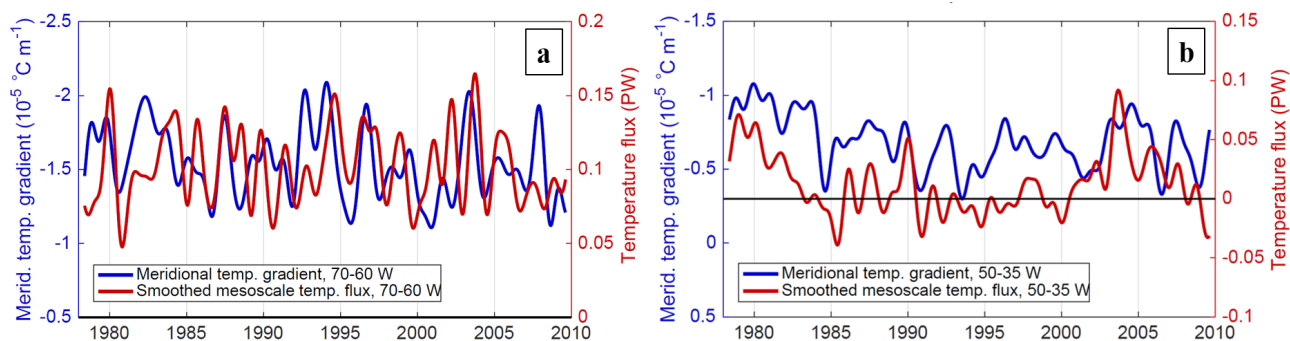 a
Merid. temp. gradient (10-5 °C m-1)
-2.5
-2
-1.5
-1
-0.5
0.2
0.15
0.1
0.05
0
Temperature flux (PW)
Meridional temp. gradient, 70-60 W
Smoothed mesoscale temp. flux, 70-60 W
1980 1985 1990 1995 2000 2005 2010
b
Merid. temp. gradient (10-5 °C m-1)
-1.5
-1
-0.5
0
0.5
0.15
0.1
0.05
0
-0.05
-0.1
Temperature flux (PW)
Meridional temp. gradient, 50-35 W
Smoothed mesoscale temp. flux, 50-35 W
1980 1985 1990 1995 2000 2005 2010